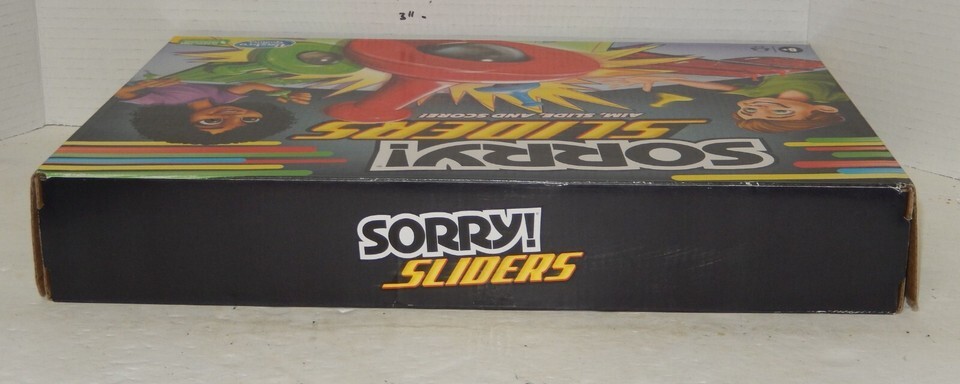 3"
AIM, SLIDE, AND SCORE!
SLIDERS
SORRY!
SORRY!
SLIDERS